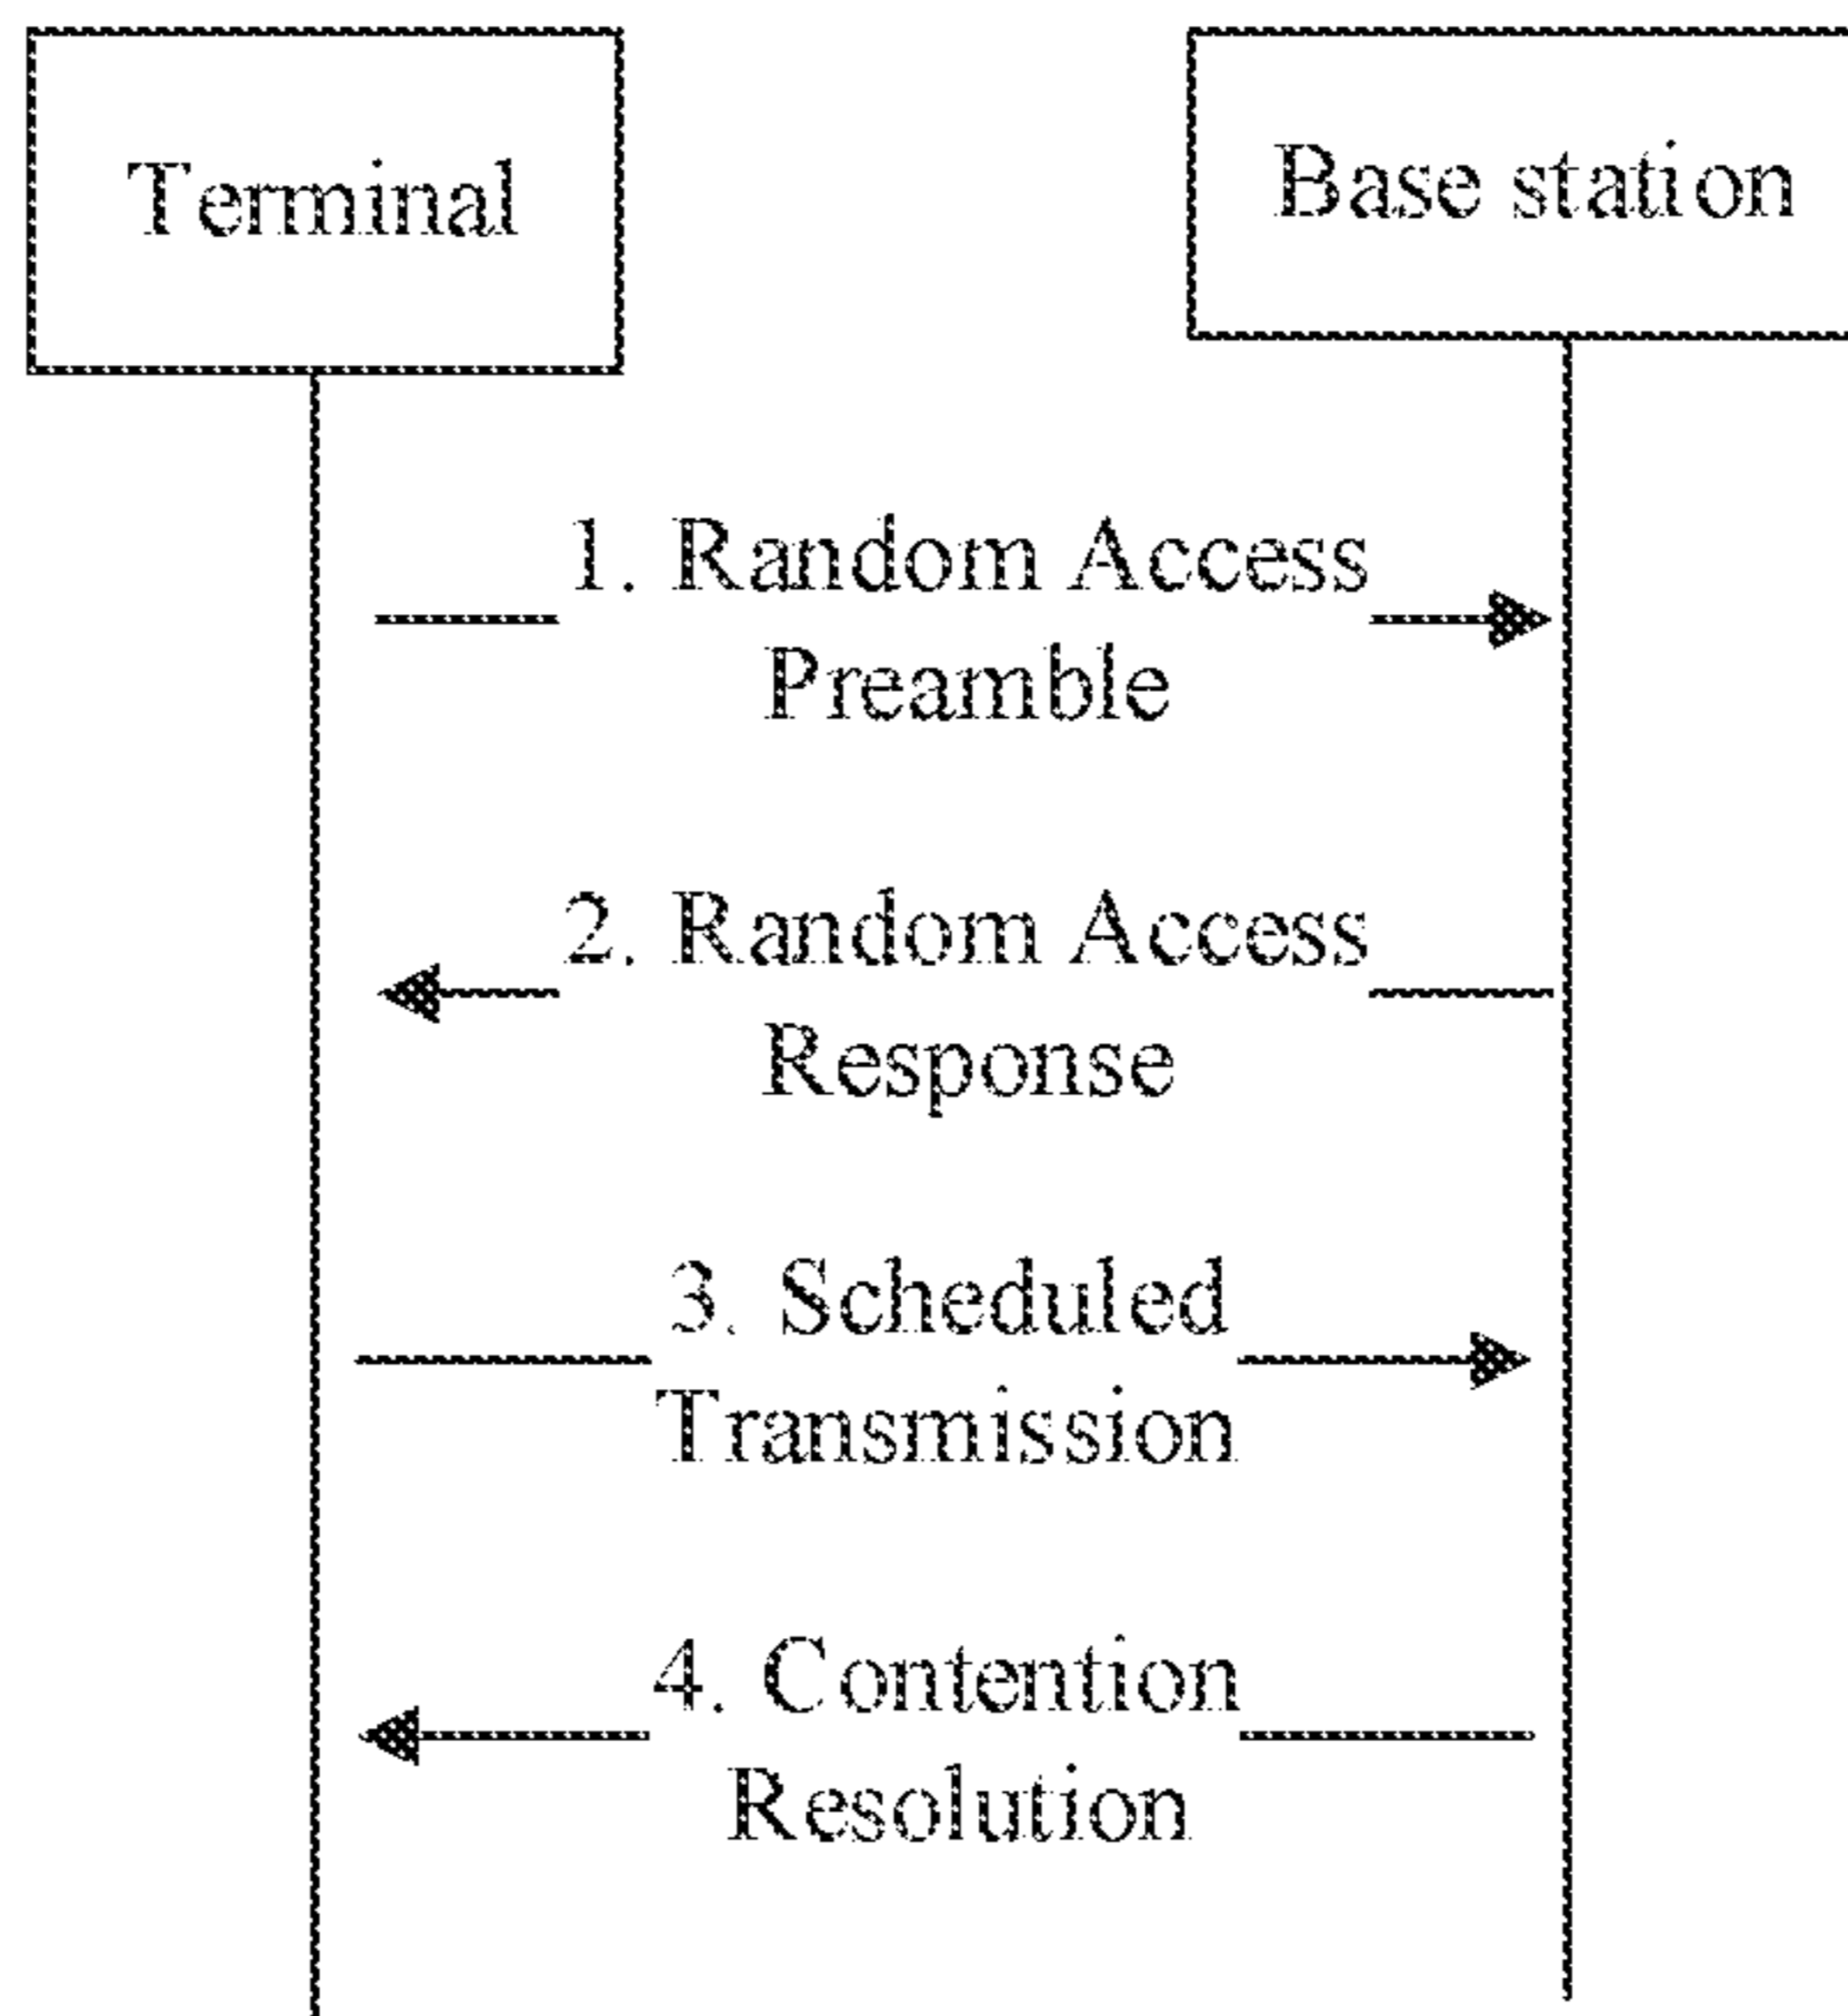 Terminal
Base station
1. Random Access
Preamble
2. Random Access
Response
3. Scheduled
Transmission
4. Contention
Resolution